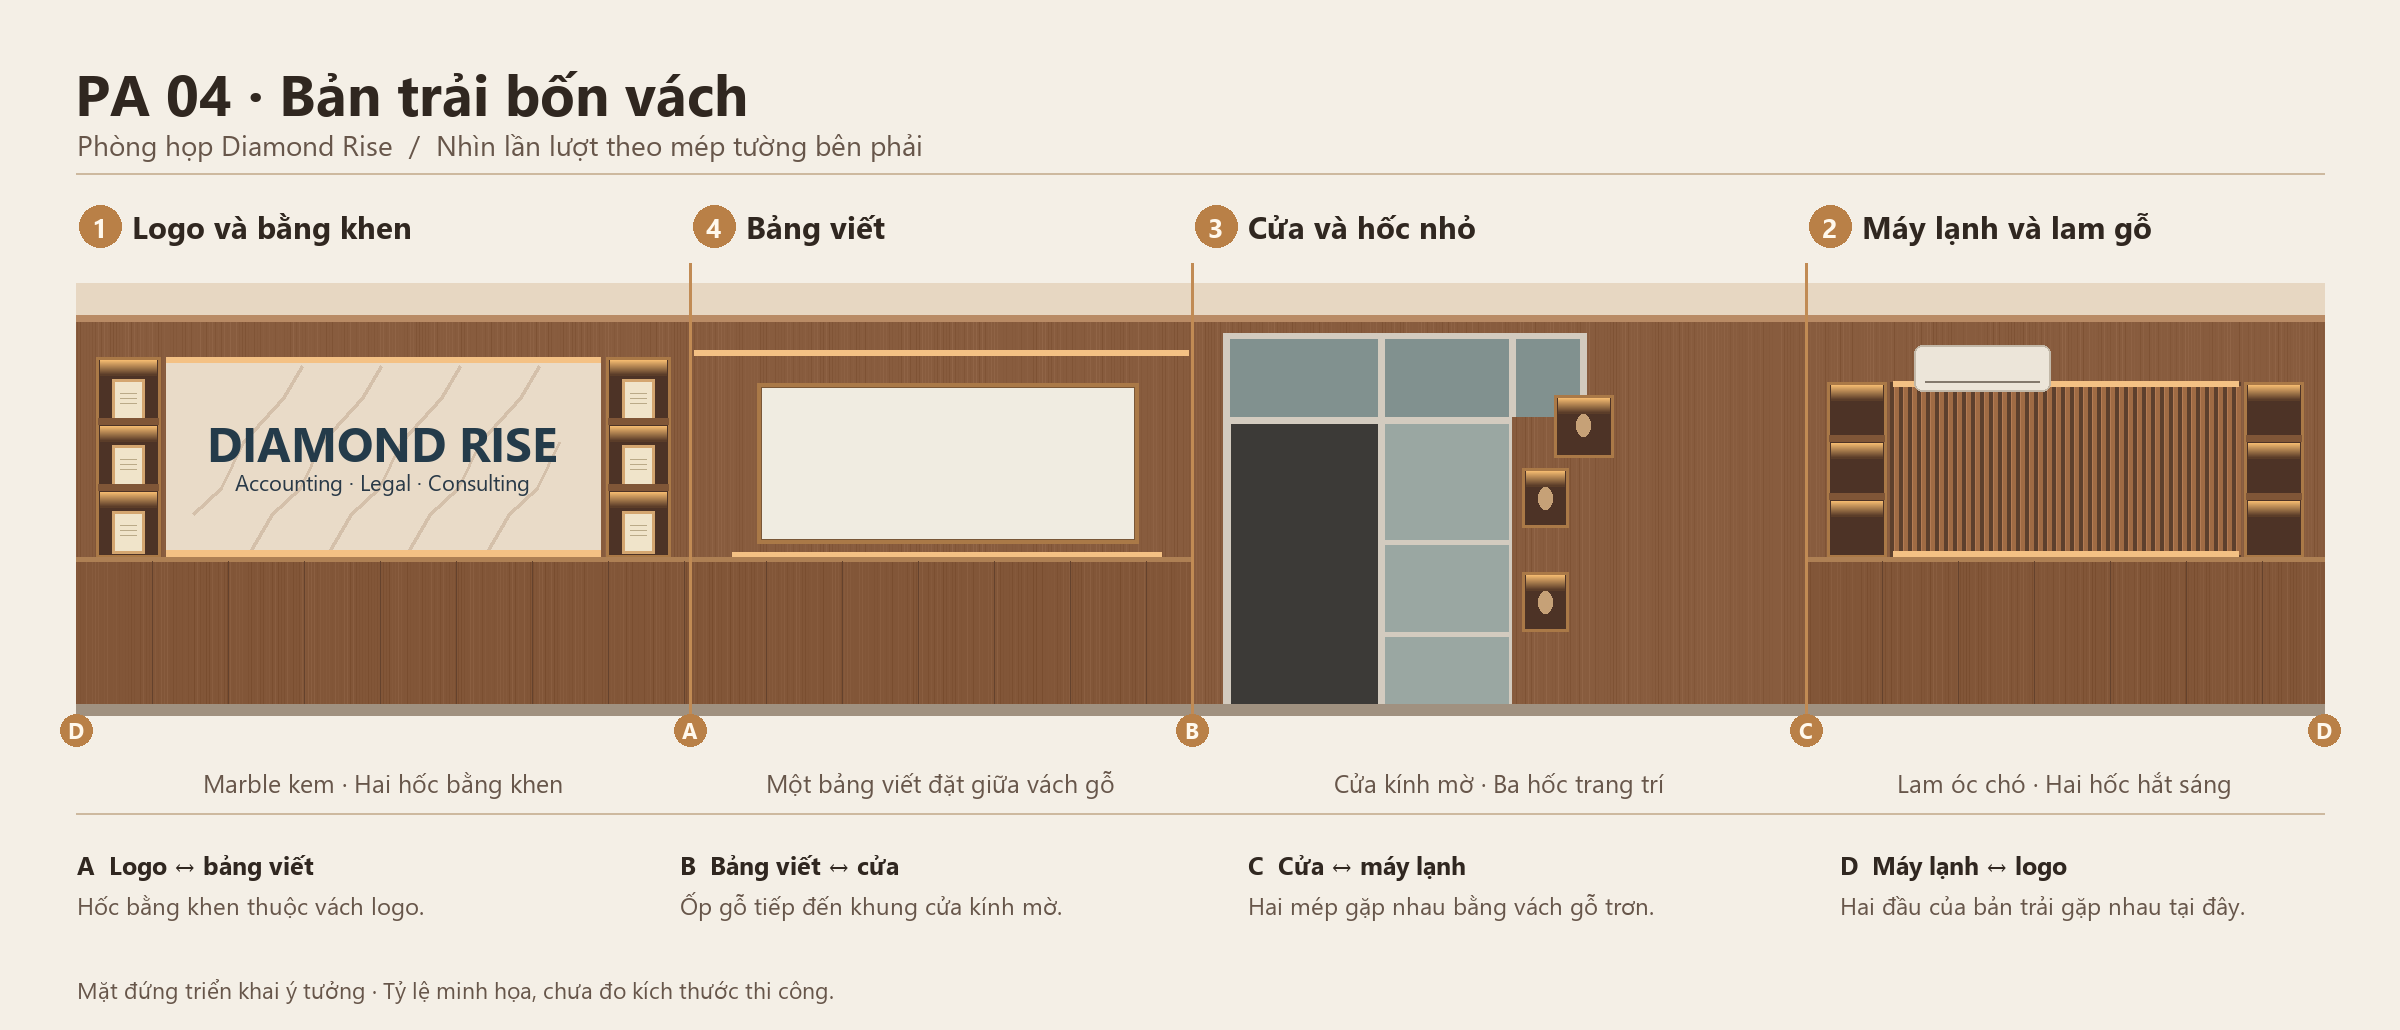 PA 04 · Bản trải bốn vách
Phòng họp Diamond Rise / Nhìn lần lượt theo mép tường bên phải
1 Logo và bằng khen
4 Bảng viết
3 Cửa và hốc nhỏ
2 Máy lạnh và lam gỗ
DIAMOND RISE
Accounting · Legal · Consulting
D
A
B
C
D
Marble kem · Hai hốc bằng khen
Một bảng viết đặt giữa vách gỗ
Cửa kính mờ · Ba hốc trang trí
Lam óc chó · Hai hốc hắt sáng
A Logo ↔ bảng viết
Hốc bằng khen thuộc vách logo.
B Bảng viết ↔ cửa
Ốp gỗ tiếp đến khung cửa kính mờ.
C Cửa ↔ máy lạnh
Hai mép gặp nhau bằng vách gỗ trơn.
D Máy lạnh ↔ logo
Hai đầu của bản trải gặp nhau tại đây.
Mặt đứng triển khai ý tưởng · Tỷ lệ minh họa, chưa đo kích thước thi công.